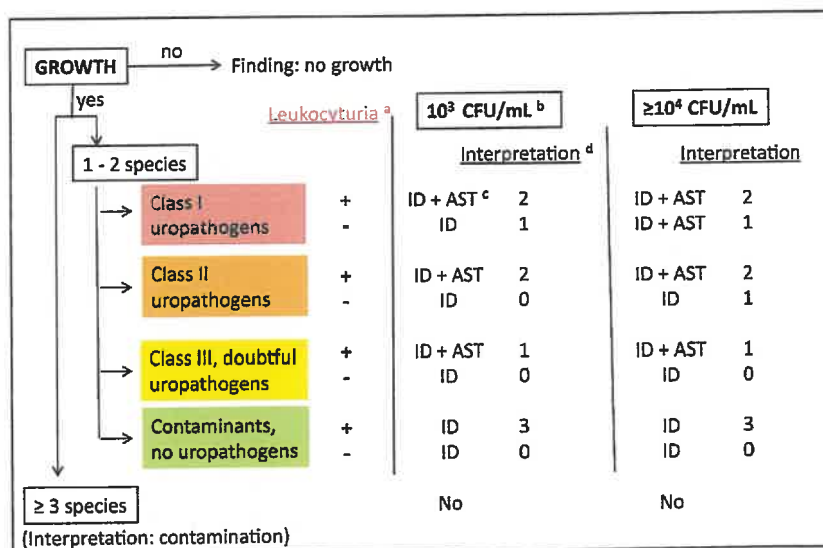 no
GROWTH
Finding: no growth
yes
Leukocyturia ᵃ
10³ CFU/mL ᵇ
≥10⁴ CFU/mL
1 - 2 species
Interpretation ᵈ
Interpretation
Class I + ID + AST ᶜ 2 ID + AST 2
uropathogens - ID 1 ID + AST 1
Class II + ID + AST 2 ID + AST 2
uropathogens - ID 0 ID 1
Class III, doubtful + ID + AST 1 ID + AST 1
uropathogens - ID 0 ID 0
Contaminants, + ID 3 ID 3
no uropathogens - ID 0 ID 0
≥ 3 species No No
(Interpretation: contamination)